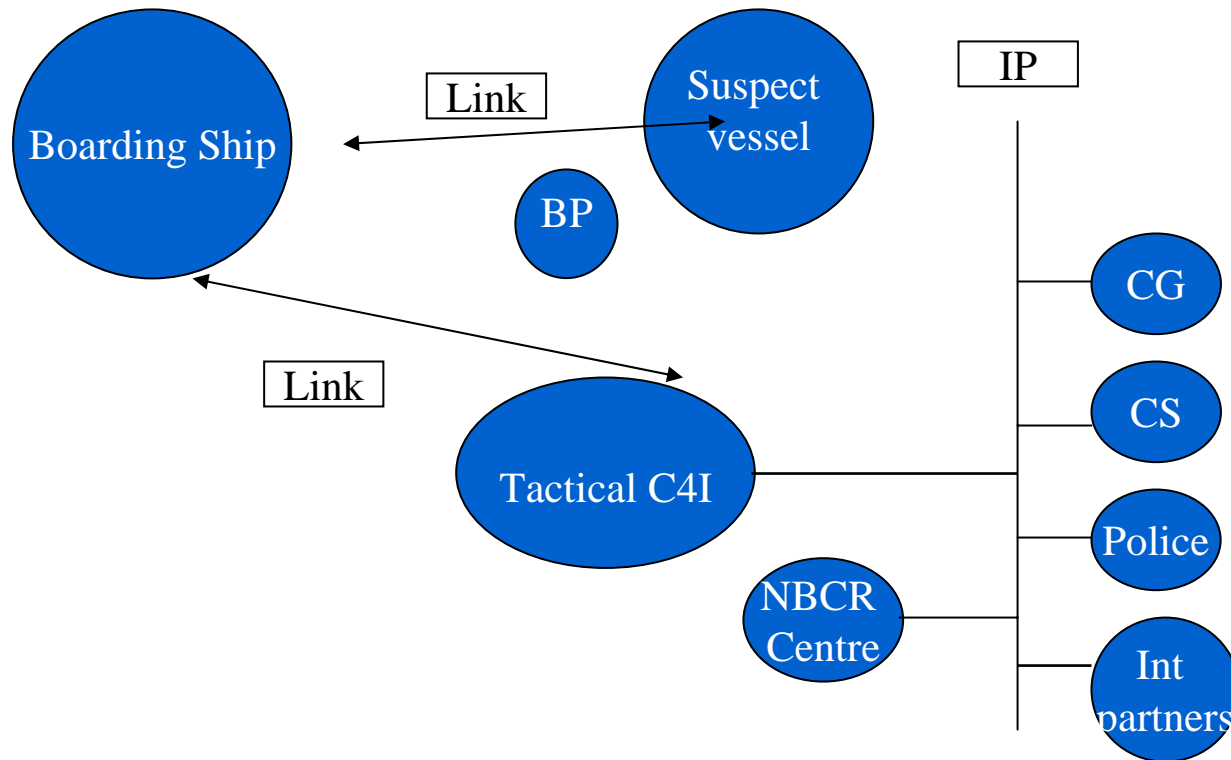 IP
Link
Suspect
vessel
Boarding Ship
BP
CG
Link
CS
Tactical C4I
Police
NBCR
Centre
Int
partners